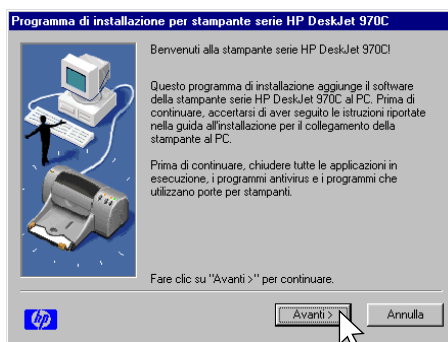 Programma di installazione per stampante serie HP DeskJet 970C
Benvenuti alla stampante serie HP DeskJet 970C!
Questo programma di installazione aggiunge il software
della stampante serie HP DeskJet 970C al PC. Prima di
continuare, accertarsi di aver seguito le istruzioni riportate
nella guida all'installazione per il collegamento della
stampante al PC.
Prima di continuare, chiudere tutte le applicazioni in
esecuzione, i programmi antivirus e i programmi che
utilizzano porte per stampanti.
Fare clic su "Avanti >" per continuare.
hp
Avanti >
Annulla